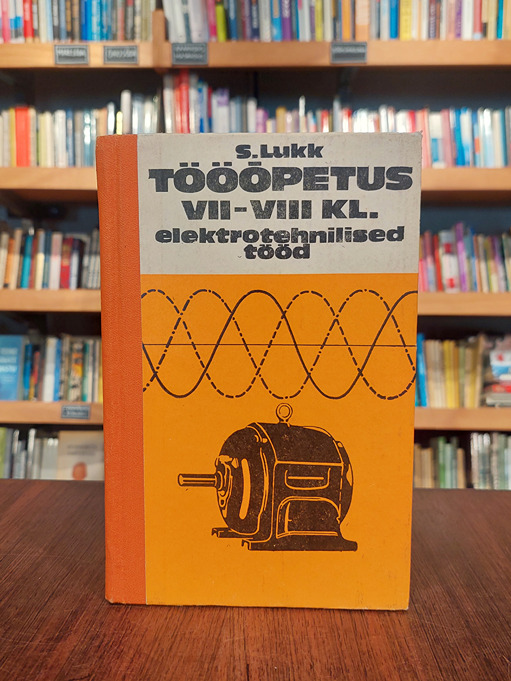 S.Lukk
TÖÖÕPETUS
VII-VIII KL.
elektrotehnilised
tööd